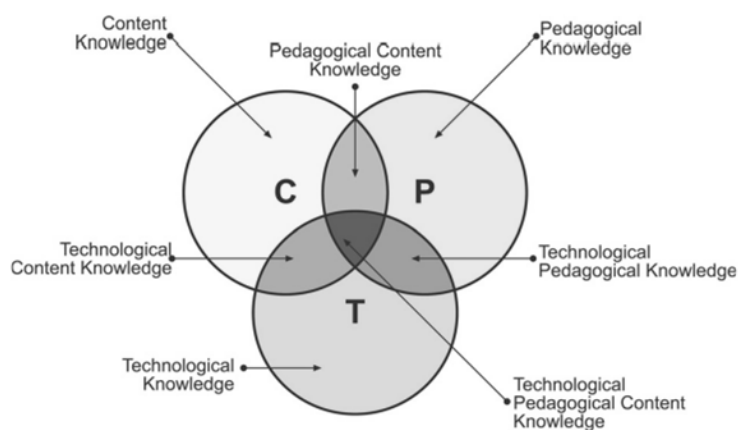 Content
Knowledge
Pedagogical Content
Knowledge
Pedagogical
Knowledge
C
P
Technological
Content Knowledge
Technological
Pedagogical Knowledge
T
Technological
Knowledge
Technological
Pedagogical Content
Knowledge